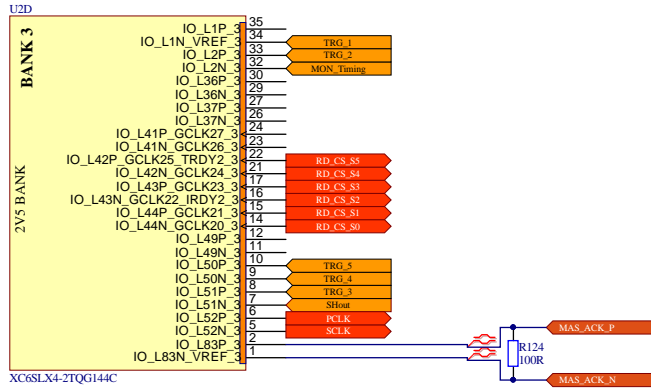 U2D
BANK 3
2V5 BANK
IO_L1P_3 35
IO_L1N_VREF_3 34 TRG_1
IO_L2P_3 33 TRG_2
IO_L2N_3 32 MON_Timing
IO_L36P_3 30
IO_L36N_3 29
IO_L37P_3 27
IO_L37N_3 26
IO_L41P_GCLK27_3 24
IO_L41N_GCLK26_3 23
IO_L42P_GCLK25_TRDY2_3 22 RD_CS_S5
IO_L42N_GCLK24_3 21 RD_CS_S4
IO_L43P_GCLK23_3 17 RD_CS_S3
IO_L43N_GCLK22_IRDY2_3 16 RD_CS_S2
IO_L44P_GCLK21_3 15 RD_CS_S1
IO_L44N_GCLK20_3 14 RD_CS_S0
IO_L49P_3 12
IO_L49N_3 11
IO_L50P_3 10 TRG_5
IO_L50N_3 9 TRG_4
IO_L51P_3 8 TRG_3
IO_L51N_3 7 SHout
IO_L52P_3 6 PCLK
IO_L52N_3 5 SCLK
IO_L83P_3 2
IO_L83N_VREF_3 1
MAS_ACK_P
R124
100R
MAS_ACK_N
XC6SLX4-2TQG144C